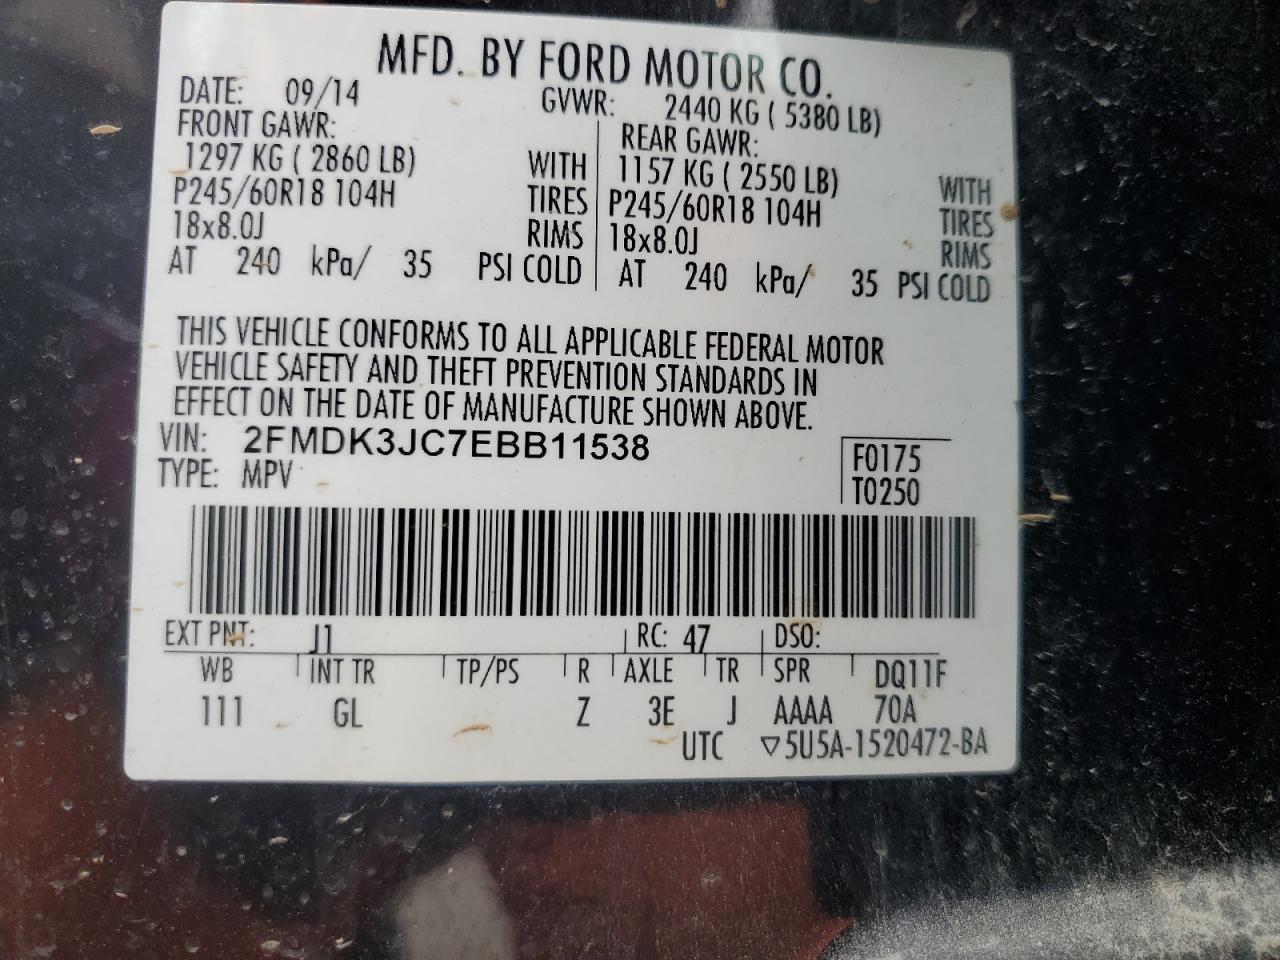 MFD. BY FORD MOTOR CO.
DATE: 09/14 GVWR: 2440 KG ( 5380 LB)
FRONT GAWR: REAR GAWR:
1297 KG ( 2860 LB) WITH 1157 KG ( 2550 LB) WITH
P245/60R18 104H TIRES P245/60R18 104H TIRES
18x8.0J RIMS 18x8.0J RIMS
AT 240 kPa/ 35 PSI COLD AT 240 kPa/ 35 PSI COLD
THIS VEHICLE CONFORMS TO ALL APPLICABLE FEDERAL MOTOR
VEHICLE SAFETY AND THEFT PREVENTION STANDARDS IN
EFFECT ON THE DATE OF MANUFACTURE SHOWN ABOVE.
VIN: 2FMDK3JC7EBB11538 F0175
TYPE: MPV T0250
EXT PNT: J1 RC: 47 DSO:
WB INT TR TP/PS R AXLE TR SPR DQ11F
111 GL Z 3E J AAAA 70A
UTC ▽5U5A-1520472-BA